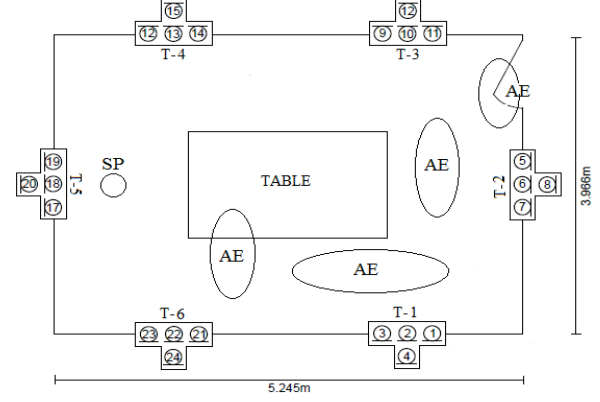 15
12 13 14
T-4
12
9 10 11
T-3
AE
19
20 18
17
T-5
SP
TABLE
AE
5
6 8
7
T-2
3.966m
AE
AE
T-6
23 22 21
24
T-1
3 2 1
4
5.245m